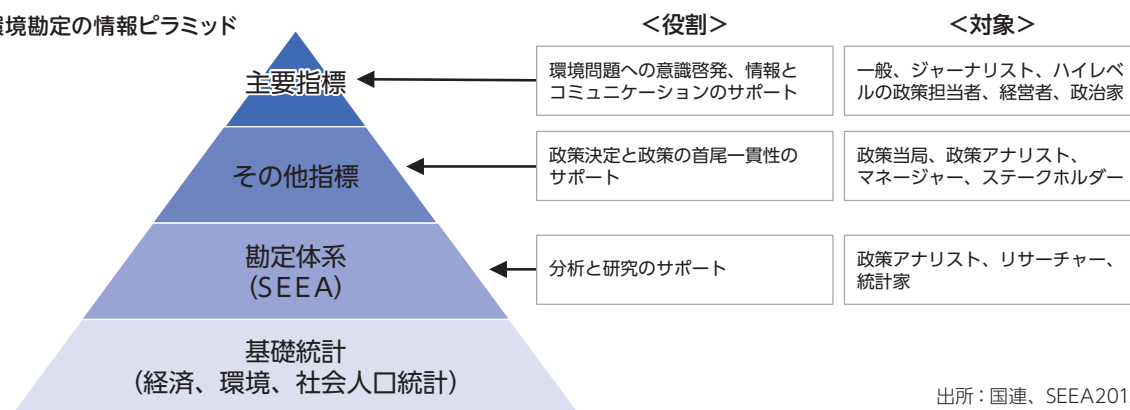 境勘定の情報ピラミッド
＜役割＞
＜対象＞
主要指標
環境問題への意識啓発、情報と
コミュニケーションのサポート
一般、ジャーナリスト、ハイレベ
ルの政策担当者、経営者、政治家
その他指標
政策決定と政策の首尾一貫性の
サポート
政策当局、政策アナリスト、
マネージャー、ステークホルダー
勘定体系
(SEEA)
分析と研究のサポート
政策アナリスト、リサーチャー、
統計家
基礎統計
（経済、環境、社会人口統計）
出所：国連、SEEA201